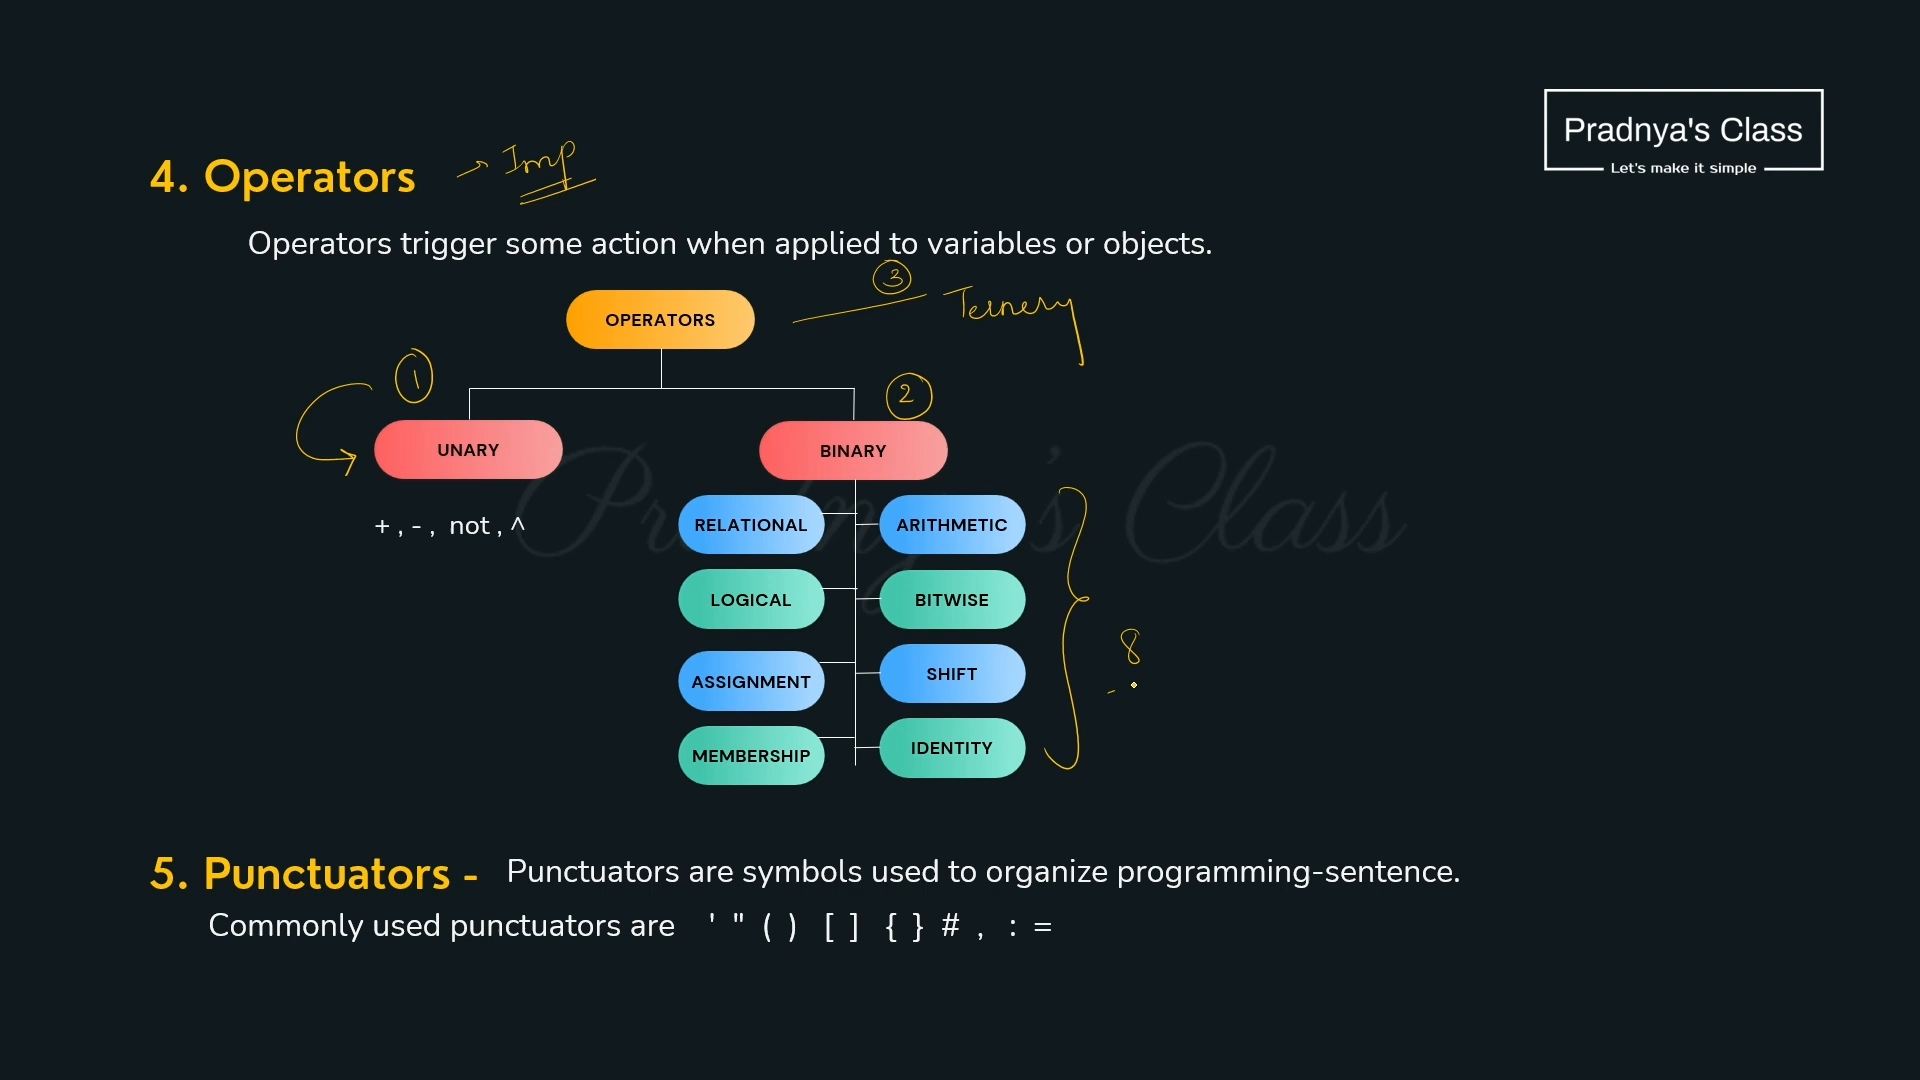 Pradnya's Class
Let's make it simple
4. Operators → Imp
Operators trigger some action when applied to variables or objects.
3
OPERATORS
Ternery
1
2
UNARY
BINARY
Pradnya's Class
+ , - , not , ^
RELATIONAL
ARITHMETIC
LOGICAL
BITWISE
8
ASSIGNMENT
SHIFT
MEMBERSHIP
IDENTITY
5. Punctuators - Punctuators are symbols used to organize programming-sentence.
Commonly used punctuators are ' " ( ) [ ] { } # , : =